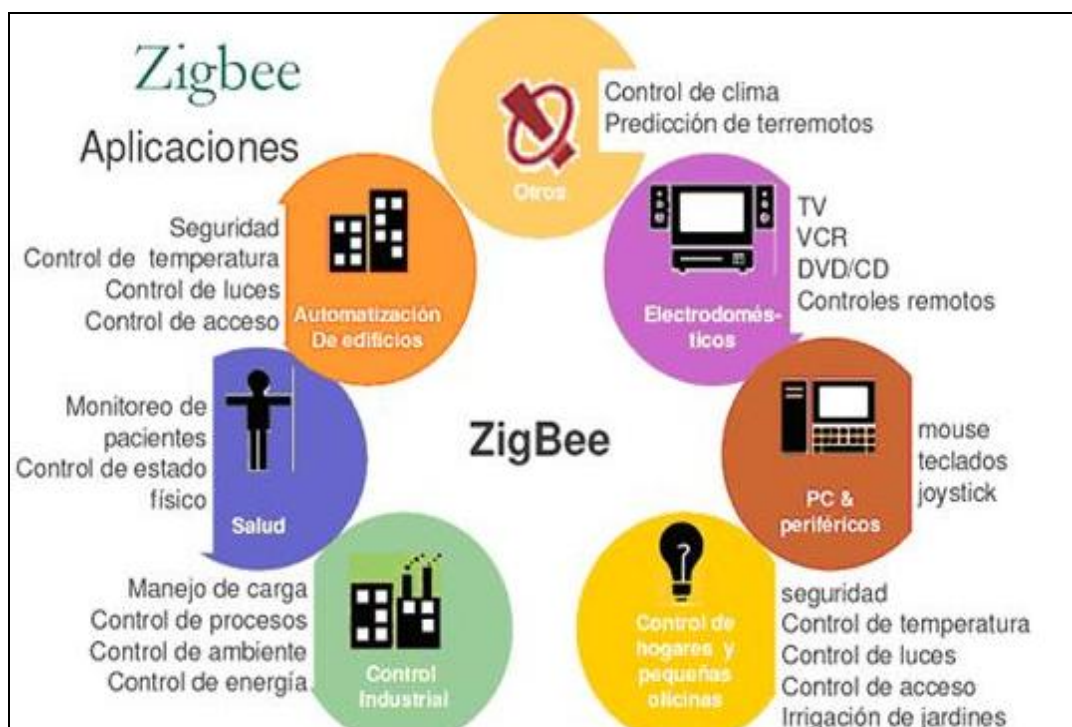 Zigbee
Aplicaciones
Otros
Control de clima
Predicción de terremotos
Seguridad
Control de temperatura
Control de luces
Control de acceso
Automatización
De edificios
Electrodomés-
ticos
TV
VCR
DVD/CD
Controles remotos
Monitoreo de
pacientes
Control de estado
físico
Salud
ZigBee
PC &
periféricos
mouse
teclados
joystick
Manejo de carga
Control de procesos
Control de ambiente
Control de energía
Control
Industrial
Control de
hogares y
pequeñas
oficinas
seguridad
Control de temperatura
Control de luces
Control de acceso
Irrigación de jardines